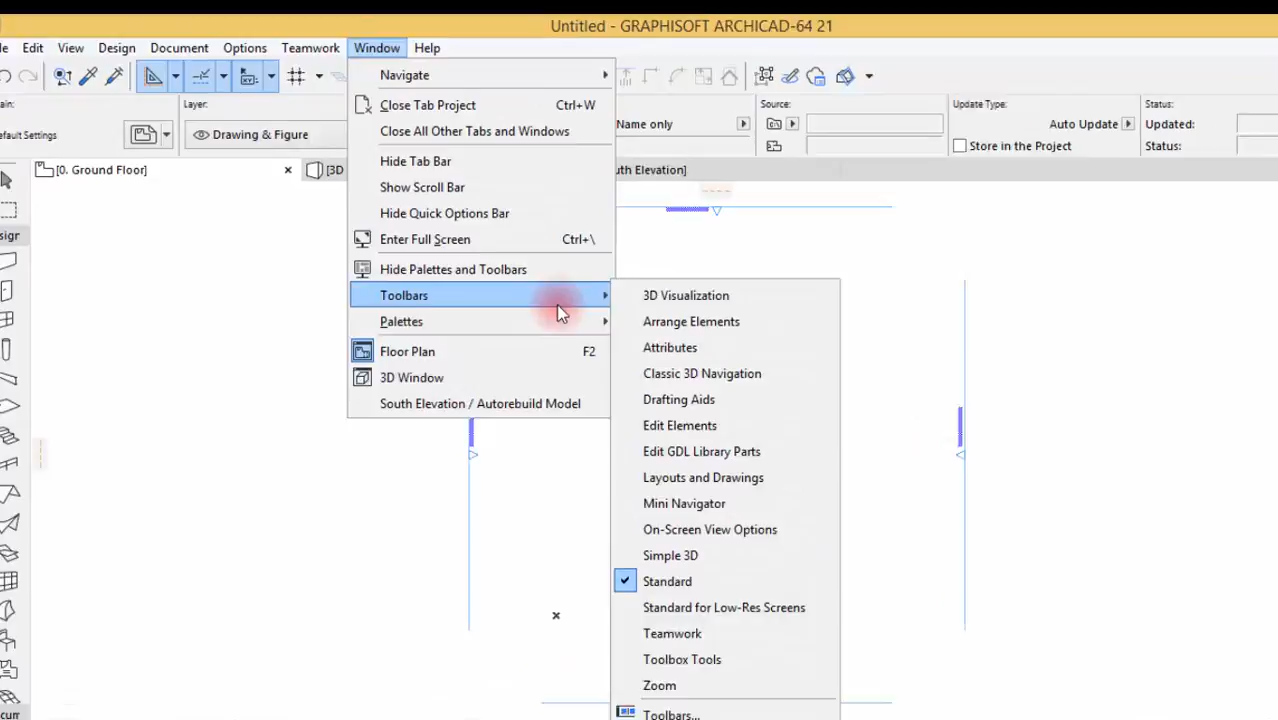 Untitled - GRAPHISOFT ARCHICAD-64 21
le Edit View Design Document Options Teamwork Window Help
ain: Layer: Source: Update Type: Status:
efault Settings Drawing & Figure Name only Auto Update Updated:
Store in the Project Status:
[0. Ground Floor] [3D uth Elevation]
sign
Navigate
Close Tab Project Ctrl+W
Close All Other Tabs and Windows
Hide Tab Bar
Show Scroll Bar
Hide Quick Options Bar
Enter Full Screen Ctrl+\
Hide Palettes and Toolbars
Toolbars
Palettes
Floor Plan F2
3D Window
South Elevation / Autorebuild Model
3D Visualization
Arrange Elements
Attributes
Classic 3D Navigation
Drafting Aids
Edit Elements
Edit GDL Library Parts
Layouts and Drawings
Mini Navigator
On-Screen View Options
Simple 3D
Standard
Standard for Low-Res Screens
Teamwork
Toolbox Tools
Zoom
Toolbars...
cum